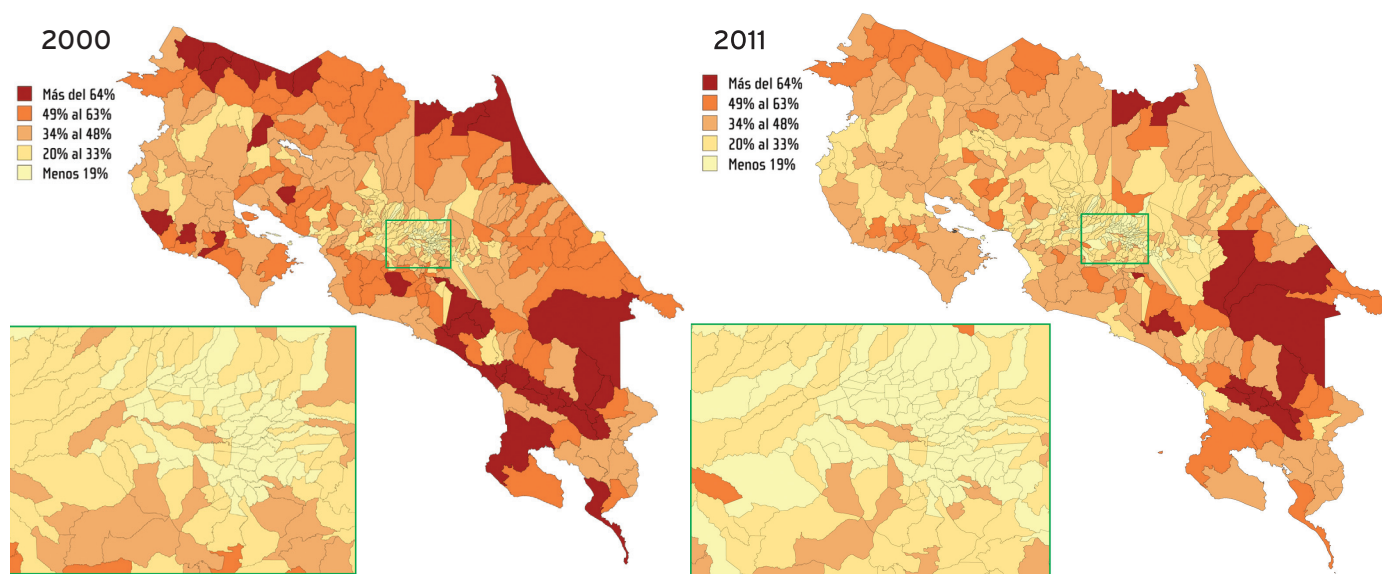 2000
Más del 64%
49% al 63%
34% al 48%
20% al 33%
Menos 19%
2011
Más del 64%
49% al 63%
34% al 48%
20% al 33%
Menos 19%